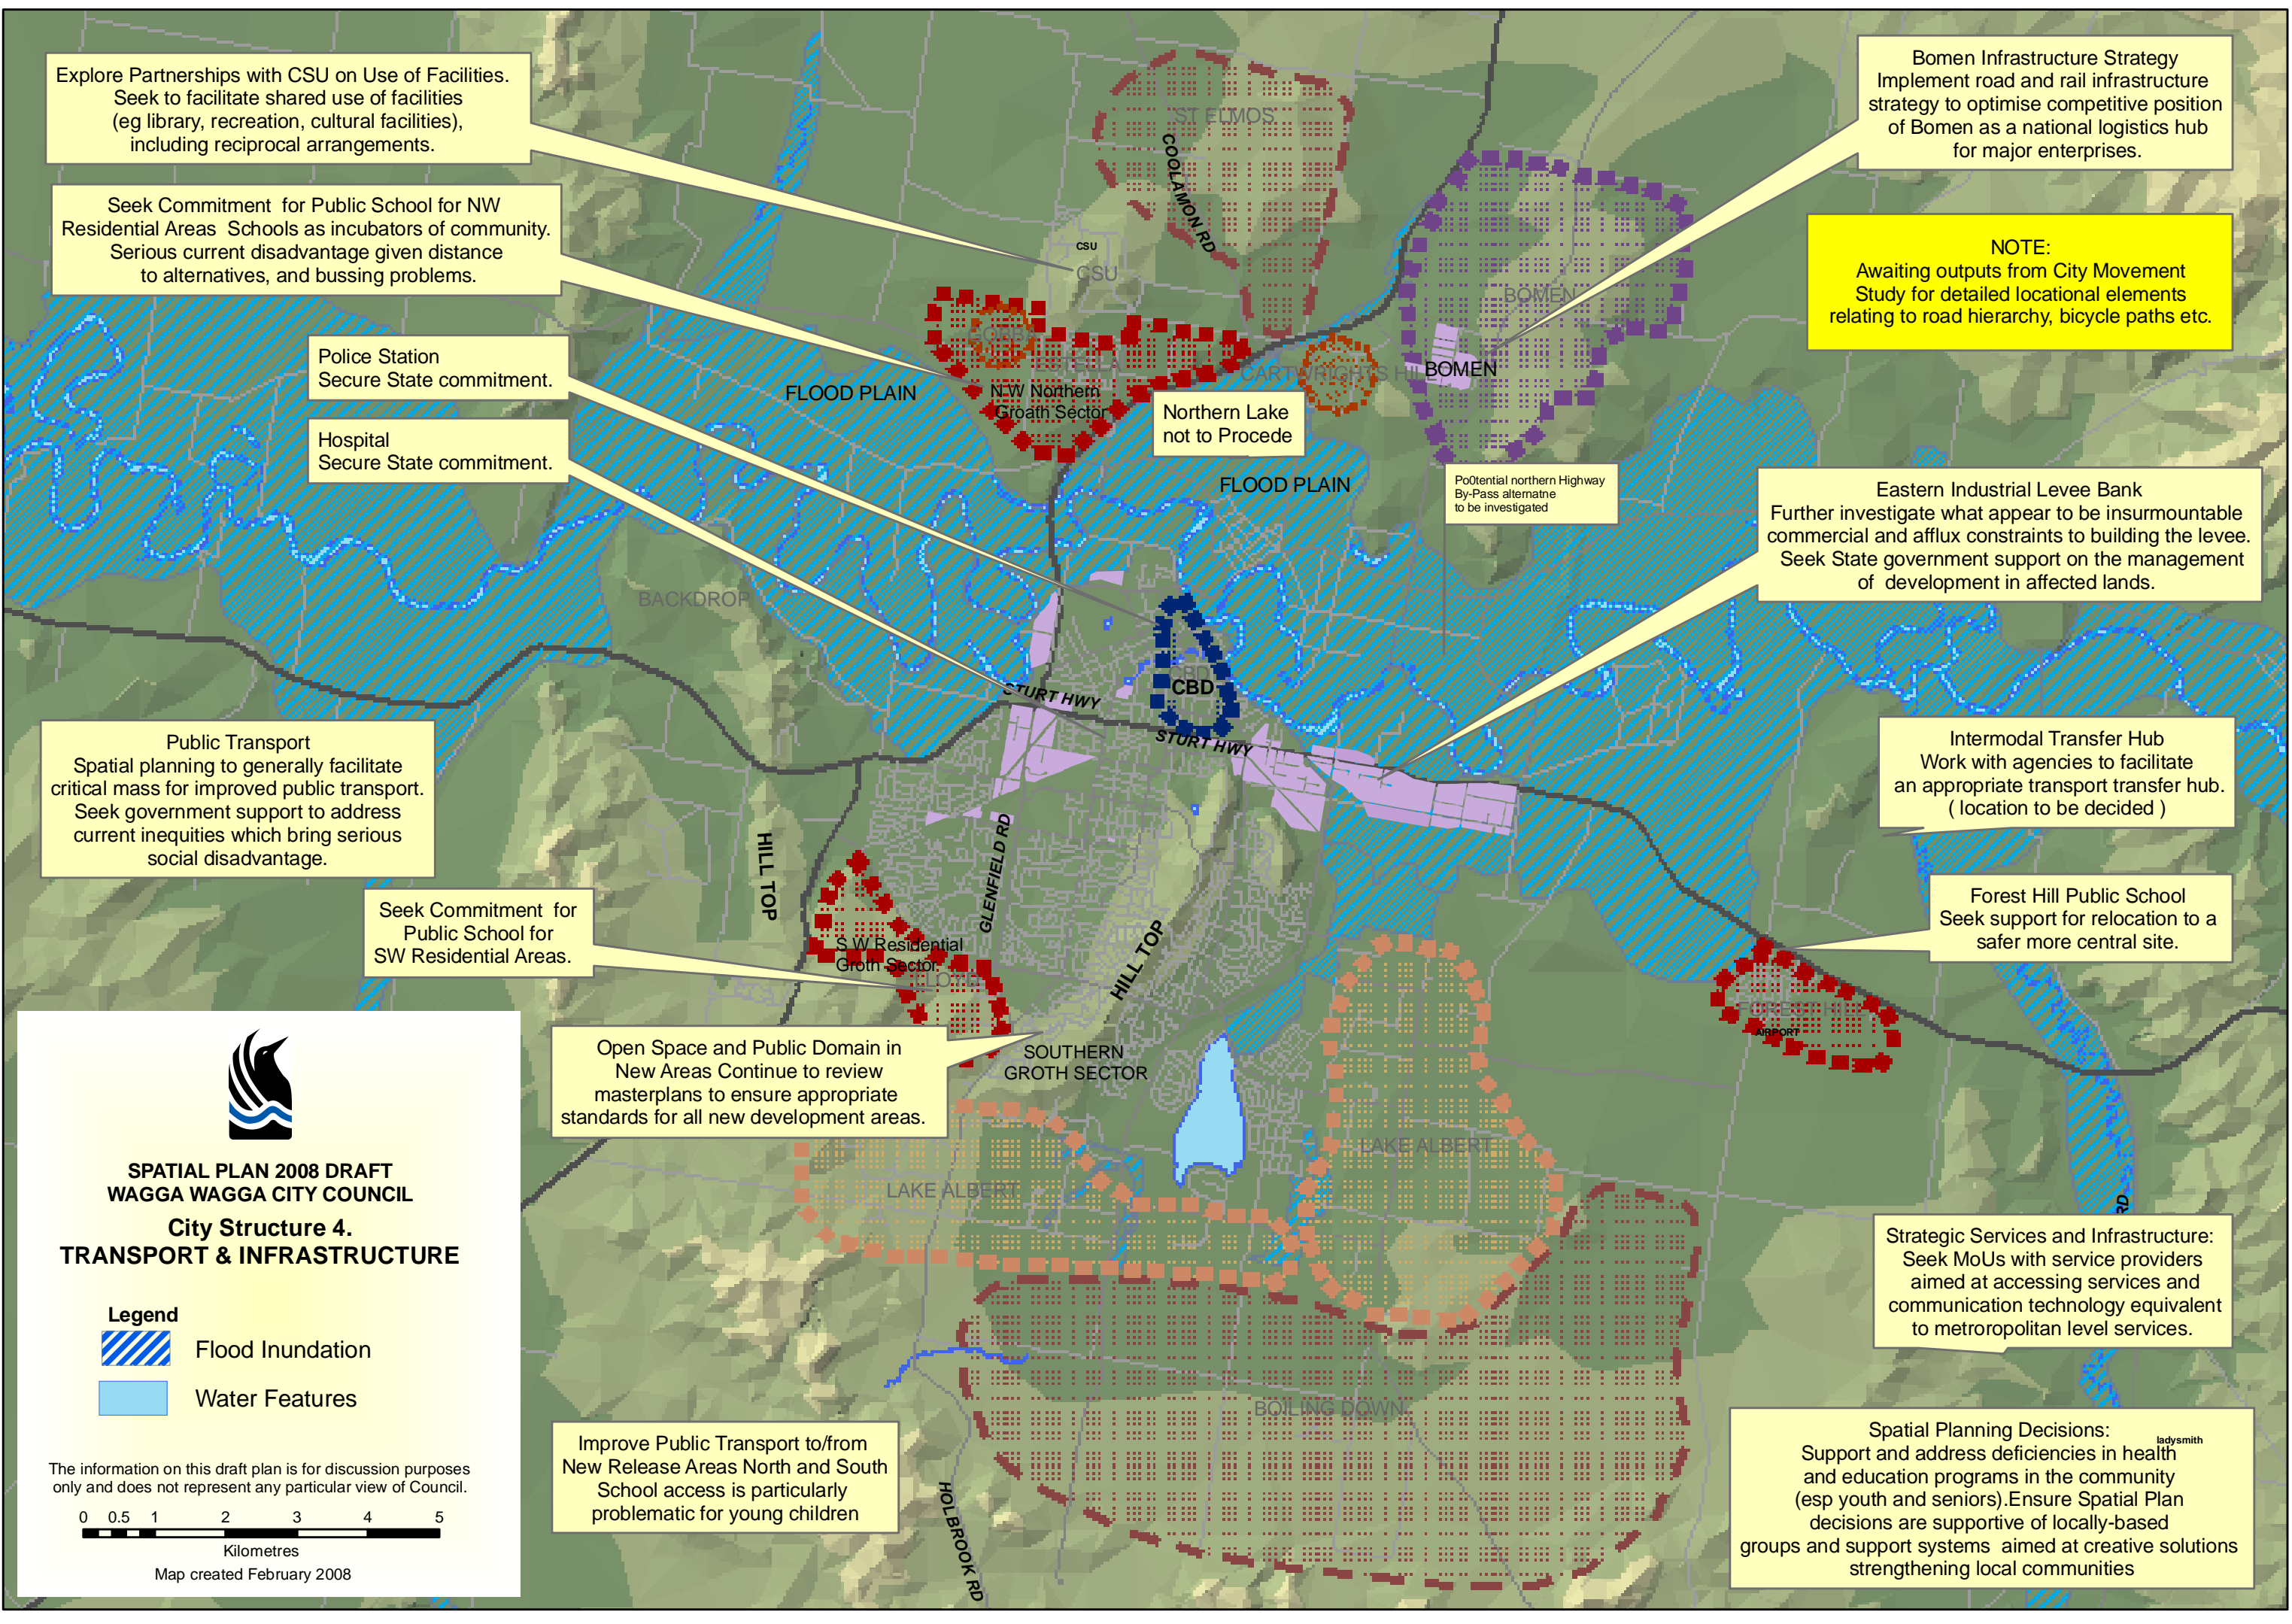 Explore Partnerships with CSU on Use of Facilities.
Seek to facilitate shared use of facilities
(eg library, recreation, cultural facilities),
including reciprocal arrangements.
Seek Commitment for Public School for NW
Residential Areas Schools as incubators of community.
Serious current disadvantage given distance
to alternatives, and bussing problems.
Police Station
Secure State commitment.
Hospital
Secure State commitment.
Bomen Infrastructure Strategy
Implement road and rail infrastructure
strategy to optimise competitive position
of Bomen as a national logistics hub
for major enterprises.
NOTE:
Awaiting outputs from City Movement
Study for detailed locational elements
relating to road hierarchy, bicycle paths etc.
ST ELMOS
COOLAMON RD
CSU
CSU
BOMEN
BOMEN
CARTWRIGHTS HILL
N.W Northern
Groath Sector
FLOOD PLAIN
Northern Lake
not to Procede
FLOOD PLAIN
Po0tential northern Highway
By-Pass alternatne
to be investigated
Eastern Industrial Levee Bank
Further investigate what appear to be insurmountable
commercial and afflux constraints to building the levee.
Seek State government support on the management
of development in affected lands.
BACKDROP
STURT HWY
CBD
CBD
STURT HWY
Public Transport
Spatial planning to generally facilitate
critical mass for improved public transport.
Seek government support to address
current inequities which bring serious
social disadvantage.
Intermodal Transfer Hub
Work with agencies to facilitate
an appropriate transport transfer hub.
( location to be decided )
HILL TOP
GLENFIELD RD
HILL TOP
Seek Commitment for
Public School for
SW Residential Areas.
S.W Residential
Groth Sector.
LLOYD
Forest Hill Public School
Seek support for relocation to a
safer more central site.
FOREST HILL
AIRPORT
Open Space and Public Domain in
New Areas Continue to review
masterplans to ensure appropriate
standards for all new development areas.
SOUTHERN
GROTH SECTOR
LAKE ALBERT
LAKE ALBERT
RD
Strategic Services and Infrastructure:
Seek MoUs with service providers
aimed at accessing services and
communication technology equivalent
to metroropolitan level services.
BOILING DOWN
Improve Public Transport to/from
New Release Areas North and South
School access is particularly
problematic for young children
HOLBROOK RD
Spatial Planning Decisions:
ladysmith
Support and address deficiencies in health
and education programs in the community
(esp youth and seniors).Ensure Spatial Plan
decisions are supportive of locally-based
groups and support systems aimed at creative solutions
strengthening local communities
SPATIAL PLAN 2008 DRAFT
WAGGA WAGGA CITY COUNCIL
City Structure 4.
TRANSPORT & INFRASTRUCTURE
Legend
Flood Inundation
Water Features
The information on this draft plan is for discussion purposes
only and does not represent any particular view of Council.
0 0.5 1 2 3 4 5
Kilometres
Map created February 2008